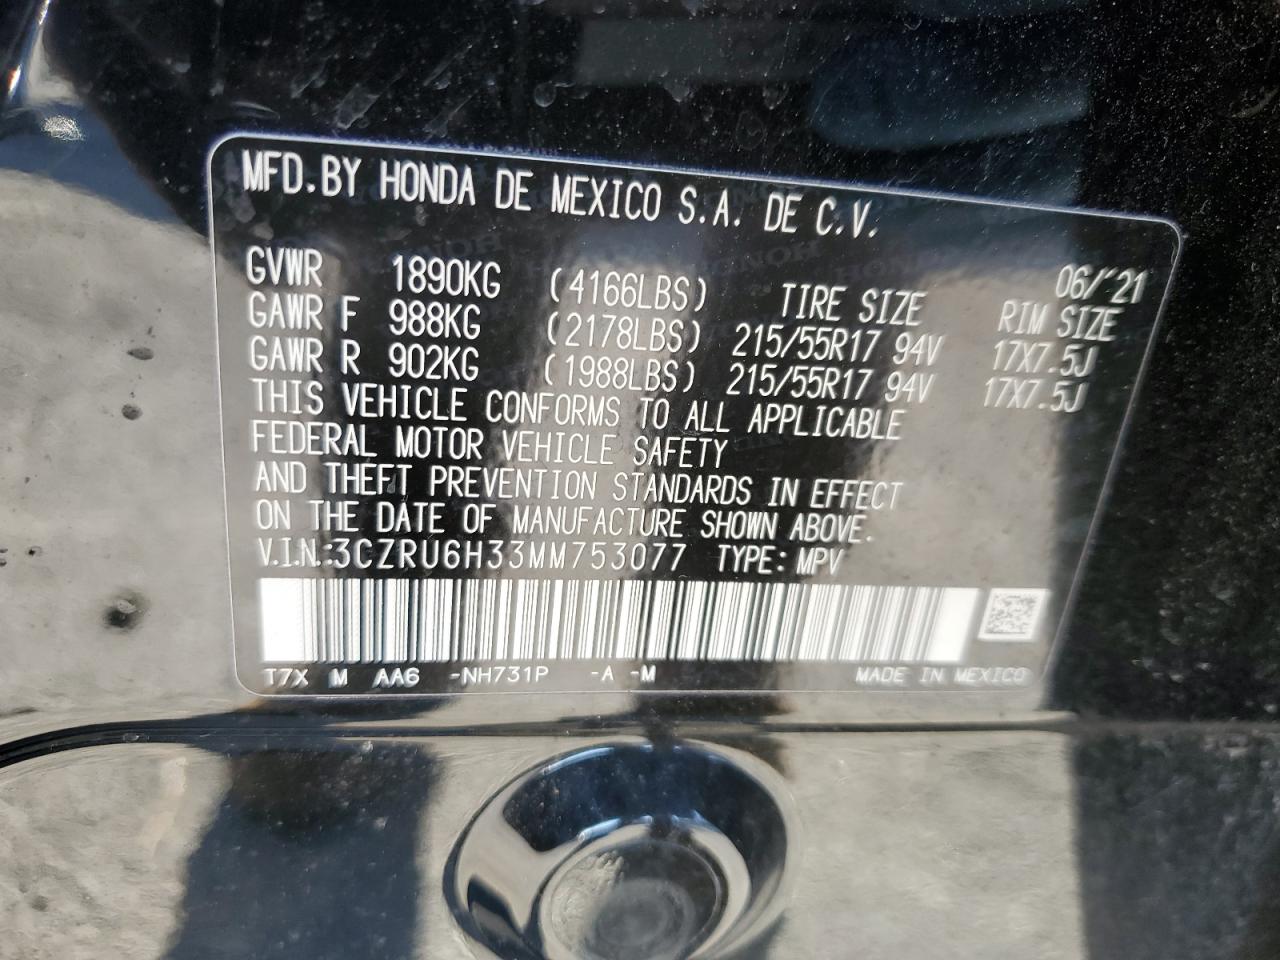 MFD.BY HONDA DE MEXICO S.A. DE C.V.
06/'21
GVWR 1890KG (4166LBS) TIRE SIZE RIM SIZE
GAWR F 988KG (2178LBS) 215/55R17 94V 17X7.5J
GAWR R 902KG (1988LBS) 215/55R17 94V 17X7.5J
THIS VEHICLE CONFORMS TO ALL APPLICABLE
FEDERAL MOTOR VEHICLE SAFETY
AND THEFT PREVENTION STANDARDS IN EFFECT
ON THE DATE OF MANUFACTURE SHOWN ABOVE.
V.I.N.:3CZRU6H33MM753077 TYPE: MPV
T7X M AA6 -NH731P -A -M MADE IN MEXICO